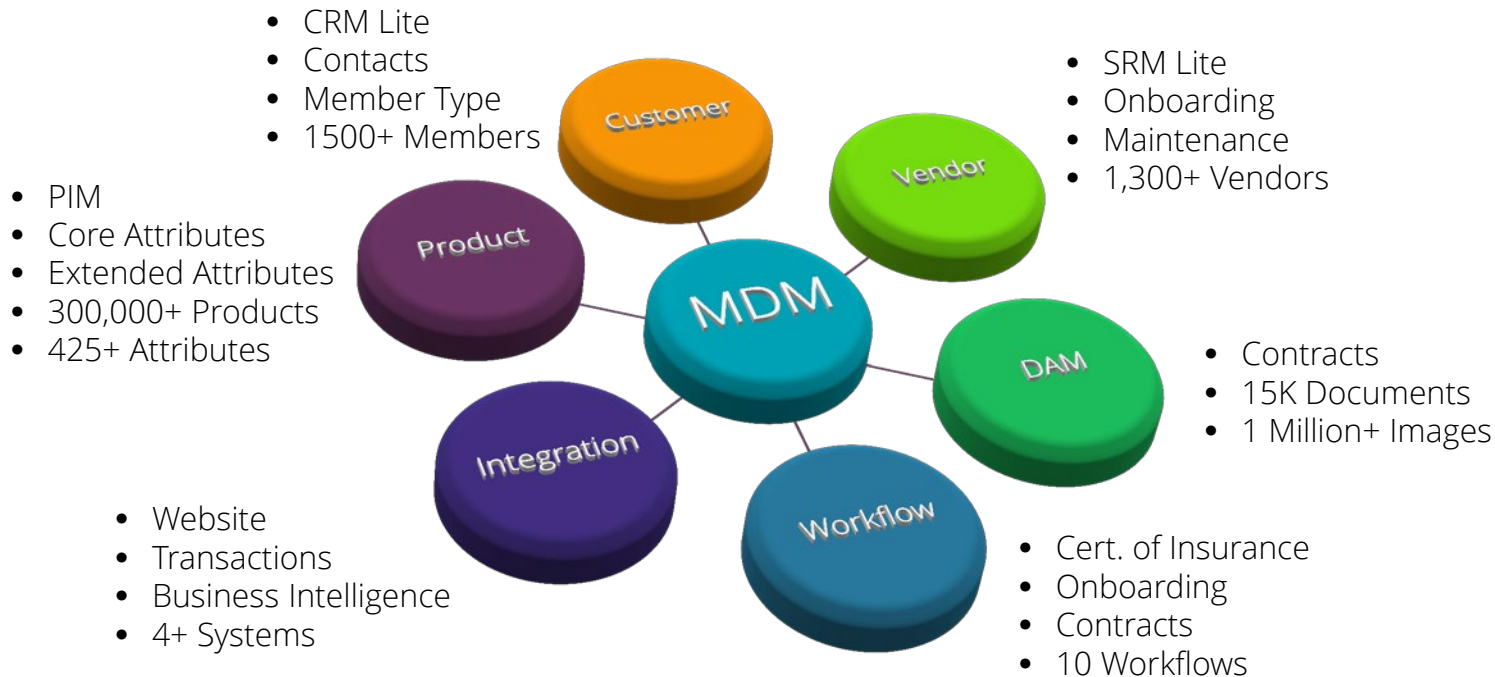 • CRM Lite
• Contacts
• Member Type
• 1500+ Members
Customer
• SRM Lite
• Onboarding
• Maintenance
• 1,300+ Vendors
Vendor
• PIM
• Core Attributes
• Extended Attributes
• 300,000+ Products
• 425+ Attributes
Product
MDM
DAM
• Contracts
• 15K Documents
• 1 Million+ Images
Integration
• Website
• Transactions
• Business Intelligence
• 4+ Systems
Workflow
• Cert. of Insurance
• Onboarding
• Contracts
• 10 Workflows